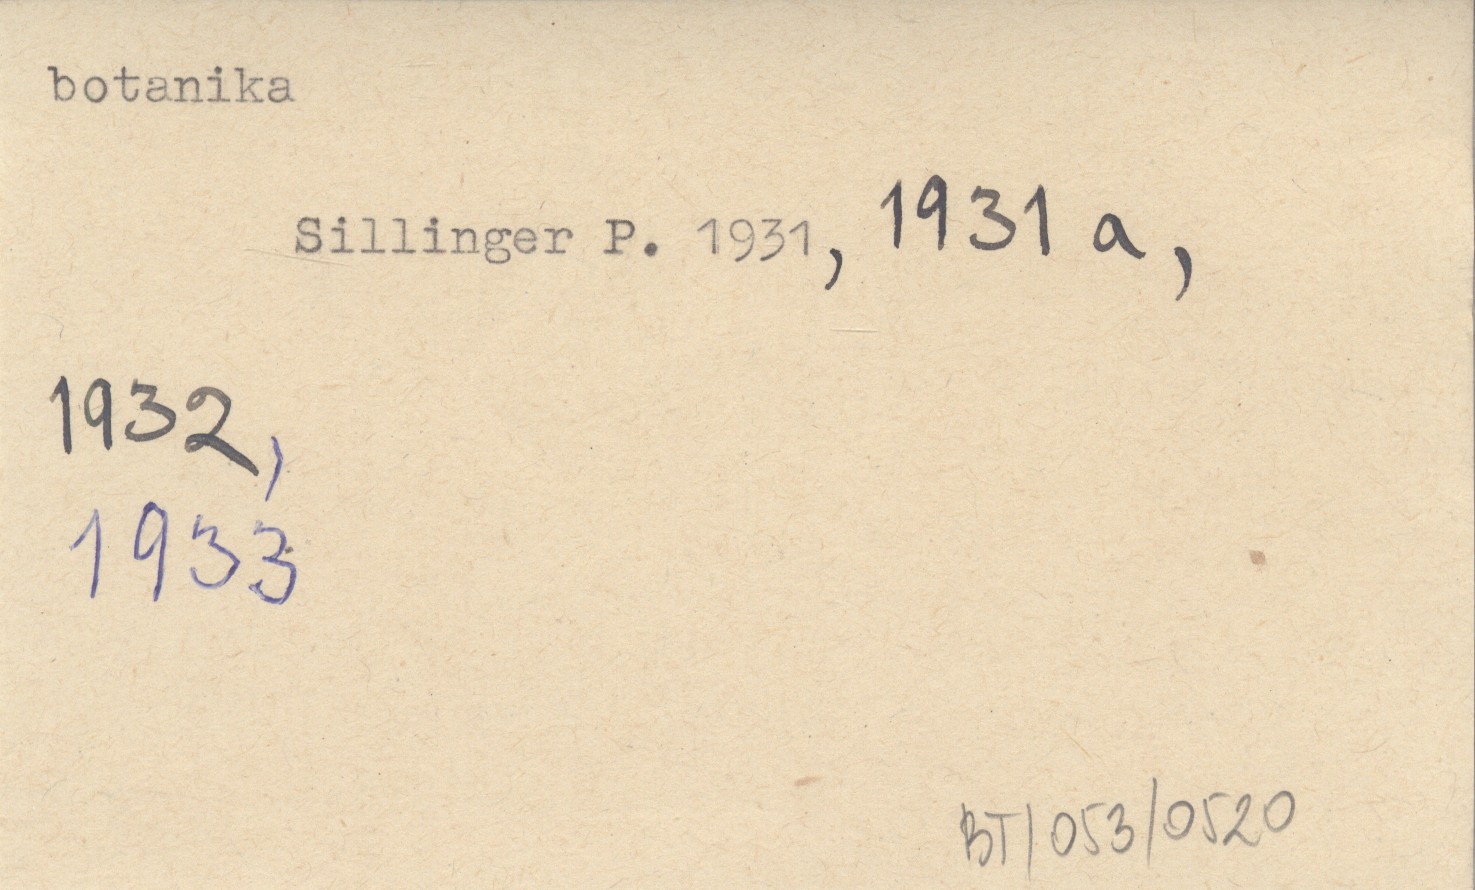 botanika
Sillinger P. 1931, 1931 a,
1932,
1933
BT/053/0520